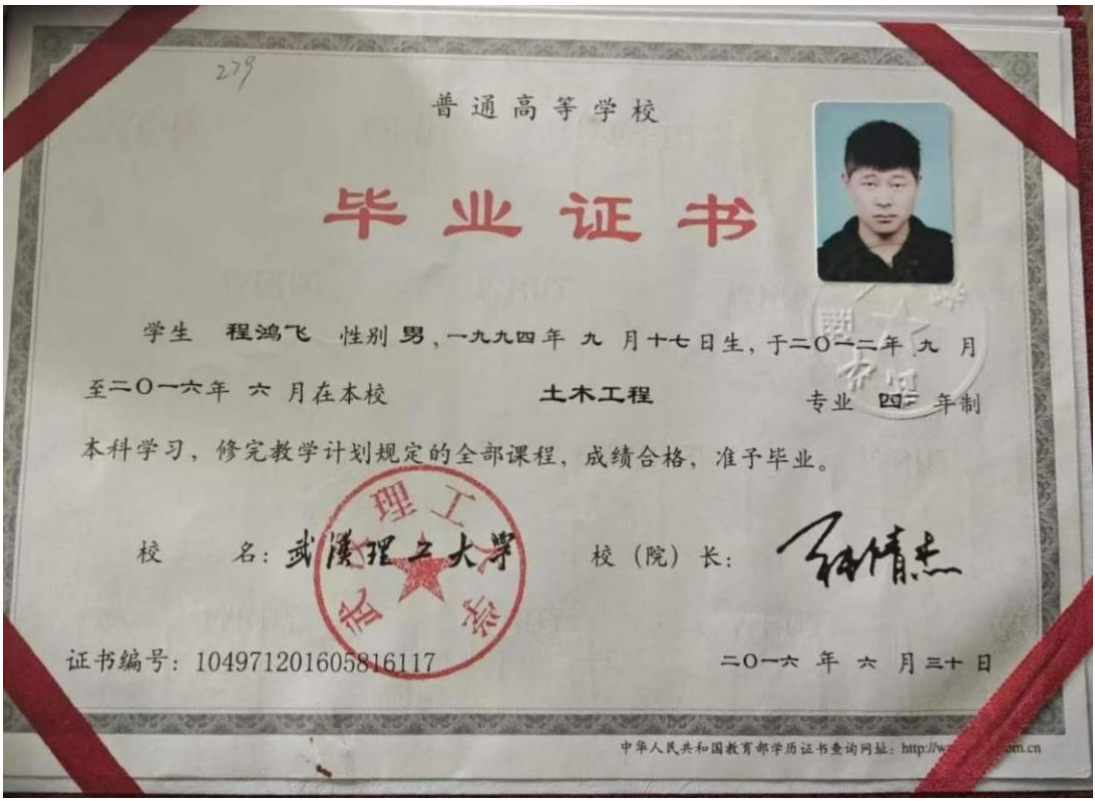 279
普通高等学校
毕业证书
学生 程鸿飞 性别 男,一九九四年 九 月十七日生,于二〇一二年 九 月
至二〇一六年 六 月在本校 土木工程 专业 四 年制
本科学习,修完教学计划规定的全部课程,成绩合格,准予毕业。
校 名:武汉理工大学 校(院)长:
武汉理工大学
证书编号:104971201605816117 二〇一六 年 六 月三十日
中华人民共和国教育部学历证书查询网址:http://w